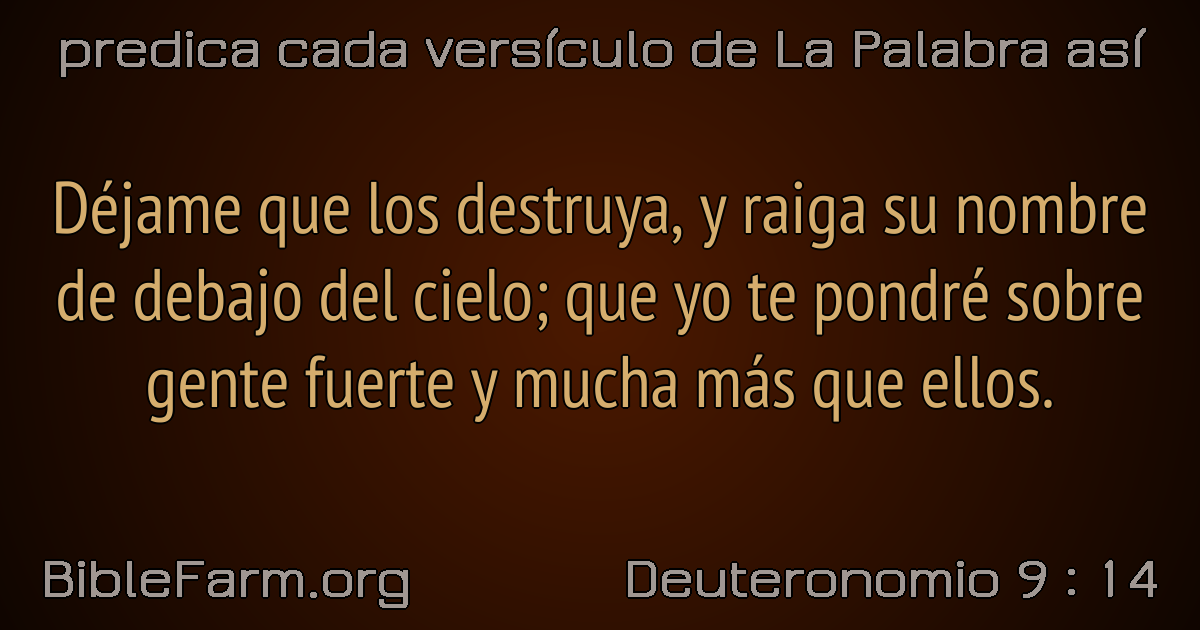 predica cada versículo de La Palabra así
Déjame que los destruya, y raiga su nombre
de debajo del cielo; que yo te pondré sobre
gente fuerte y mucha más que ellos.
BibleFarm.org
Deuteronomio 9 : 14